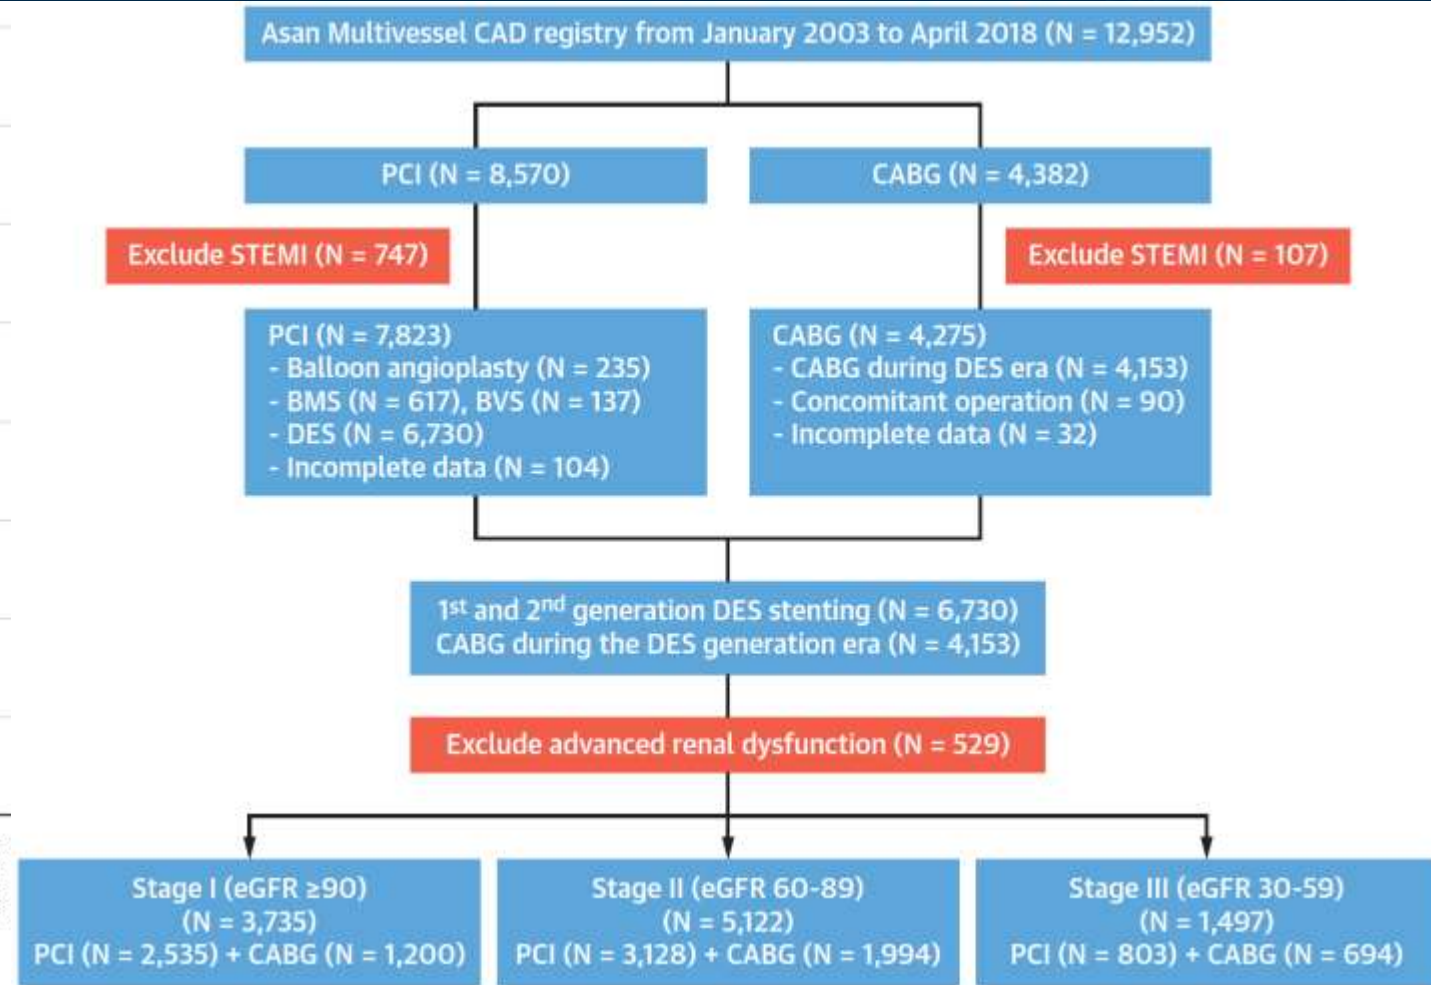 Asan Multivessel CAD registry from January 2003 to April 2018 (N = 12,952)
PCI (N = 8,570)
CABG (N = 4,382)
Exclude STEMI (N = 747)
Exclude STEMI (N = 107)
PCI (N = 7,823)
- Balloon angioplasty (N = 235)
- BMS (N = 617), BVS (N = 137)
- DES (N = 6,730)
- Incomplete data (N = 104)
CABG (N = 4,275)
- CABG during DES era (N = 4,153)
- Concomitant operation (N = 90)
- Incomplete data (N = 32)
1st and 2nd generation DES stenting (N = 6,730)
CABG during the DES generation era (N = 4,153)
Exclude advanced renal dysfunction (N = 529)
Stage I (eGFR ≥90)
(N = 3,735)
PCI (N = 2,535) + CABG (N = 1,200)
Stage II (eGFR 60-89)
(N = 5,122)
PCI (N = 3,128) + CABG (N = 1,994)
Stage III (eGFR 30-59)
(N = 1,497)
PCI (N = 803) + CABG (N = 694)